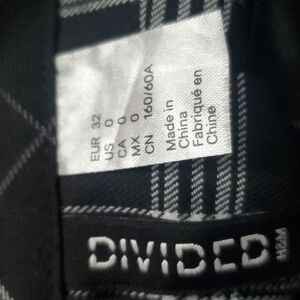 EUR 32
US 0
CA 0
MX 0
CN 160/60A
Made in
China
Fabriqué en
Chine
DIVIDED
H&M